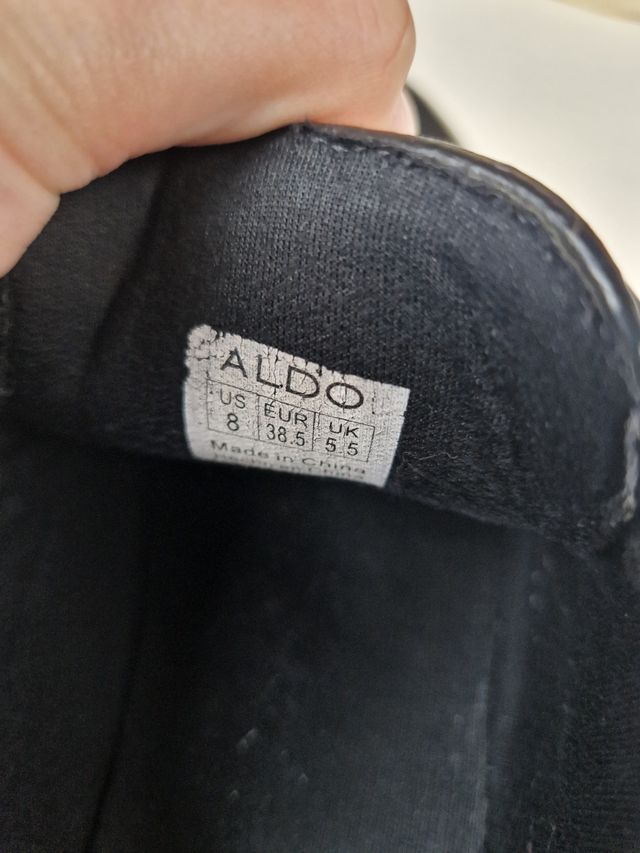 ALDO
US EUR UK
8 38.5 5.5
Made in China